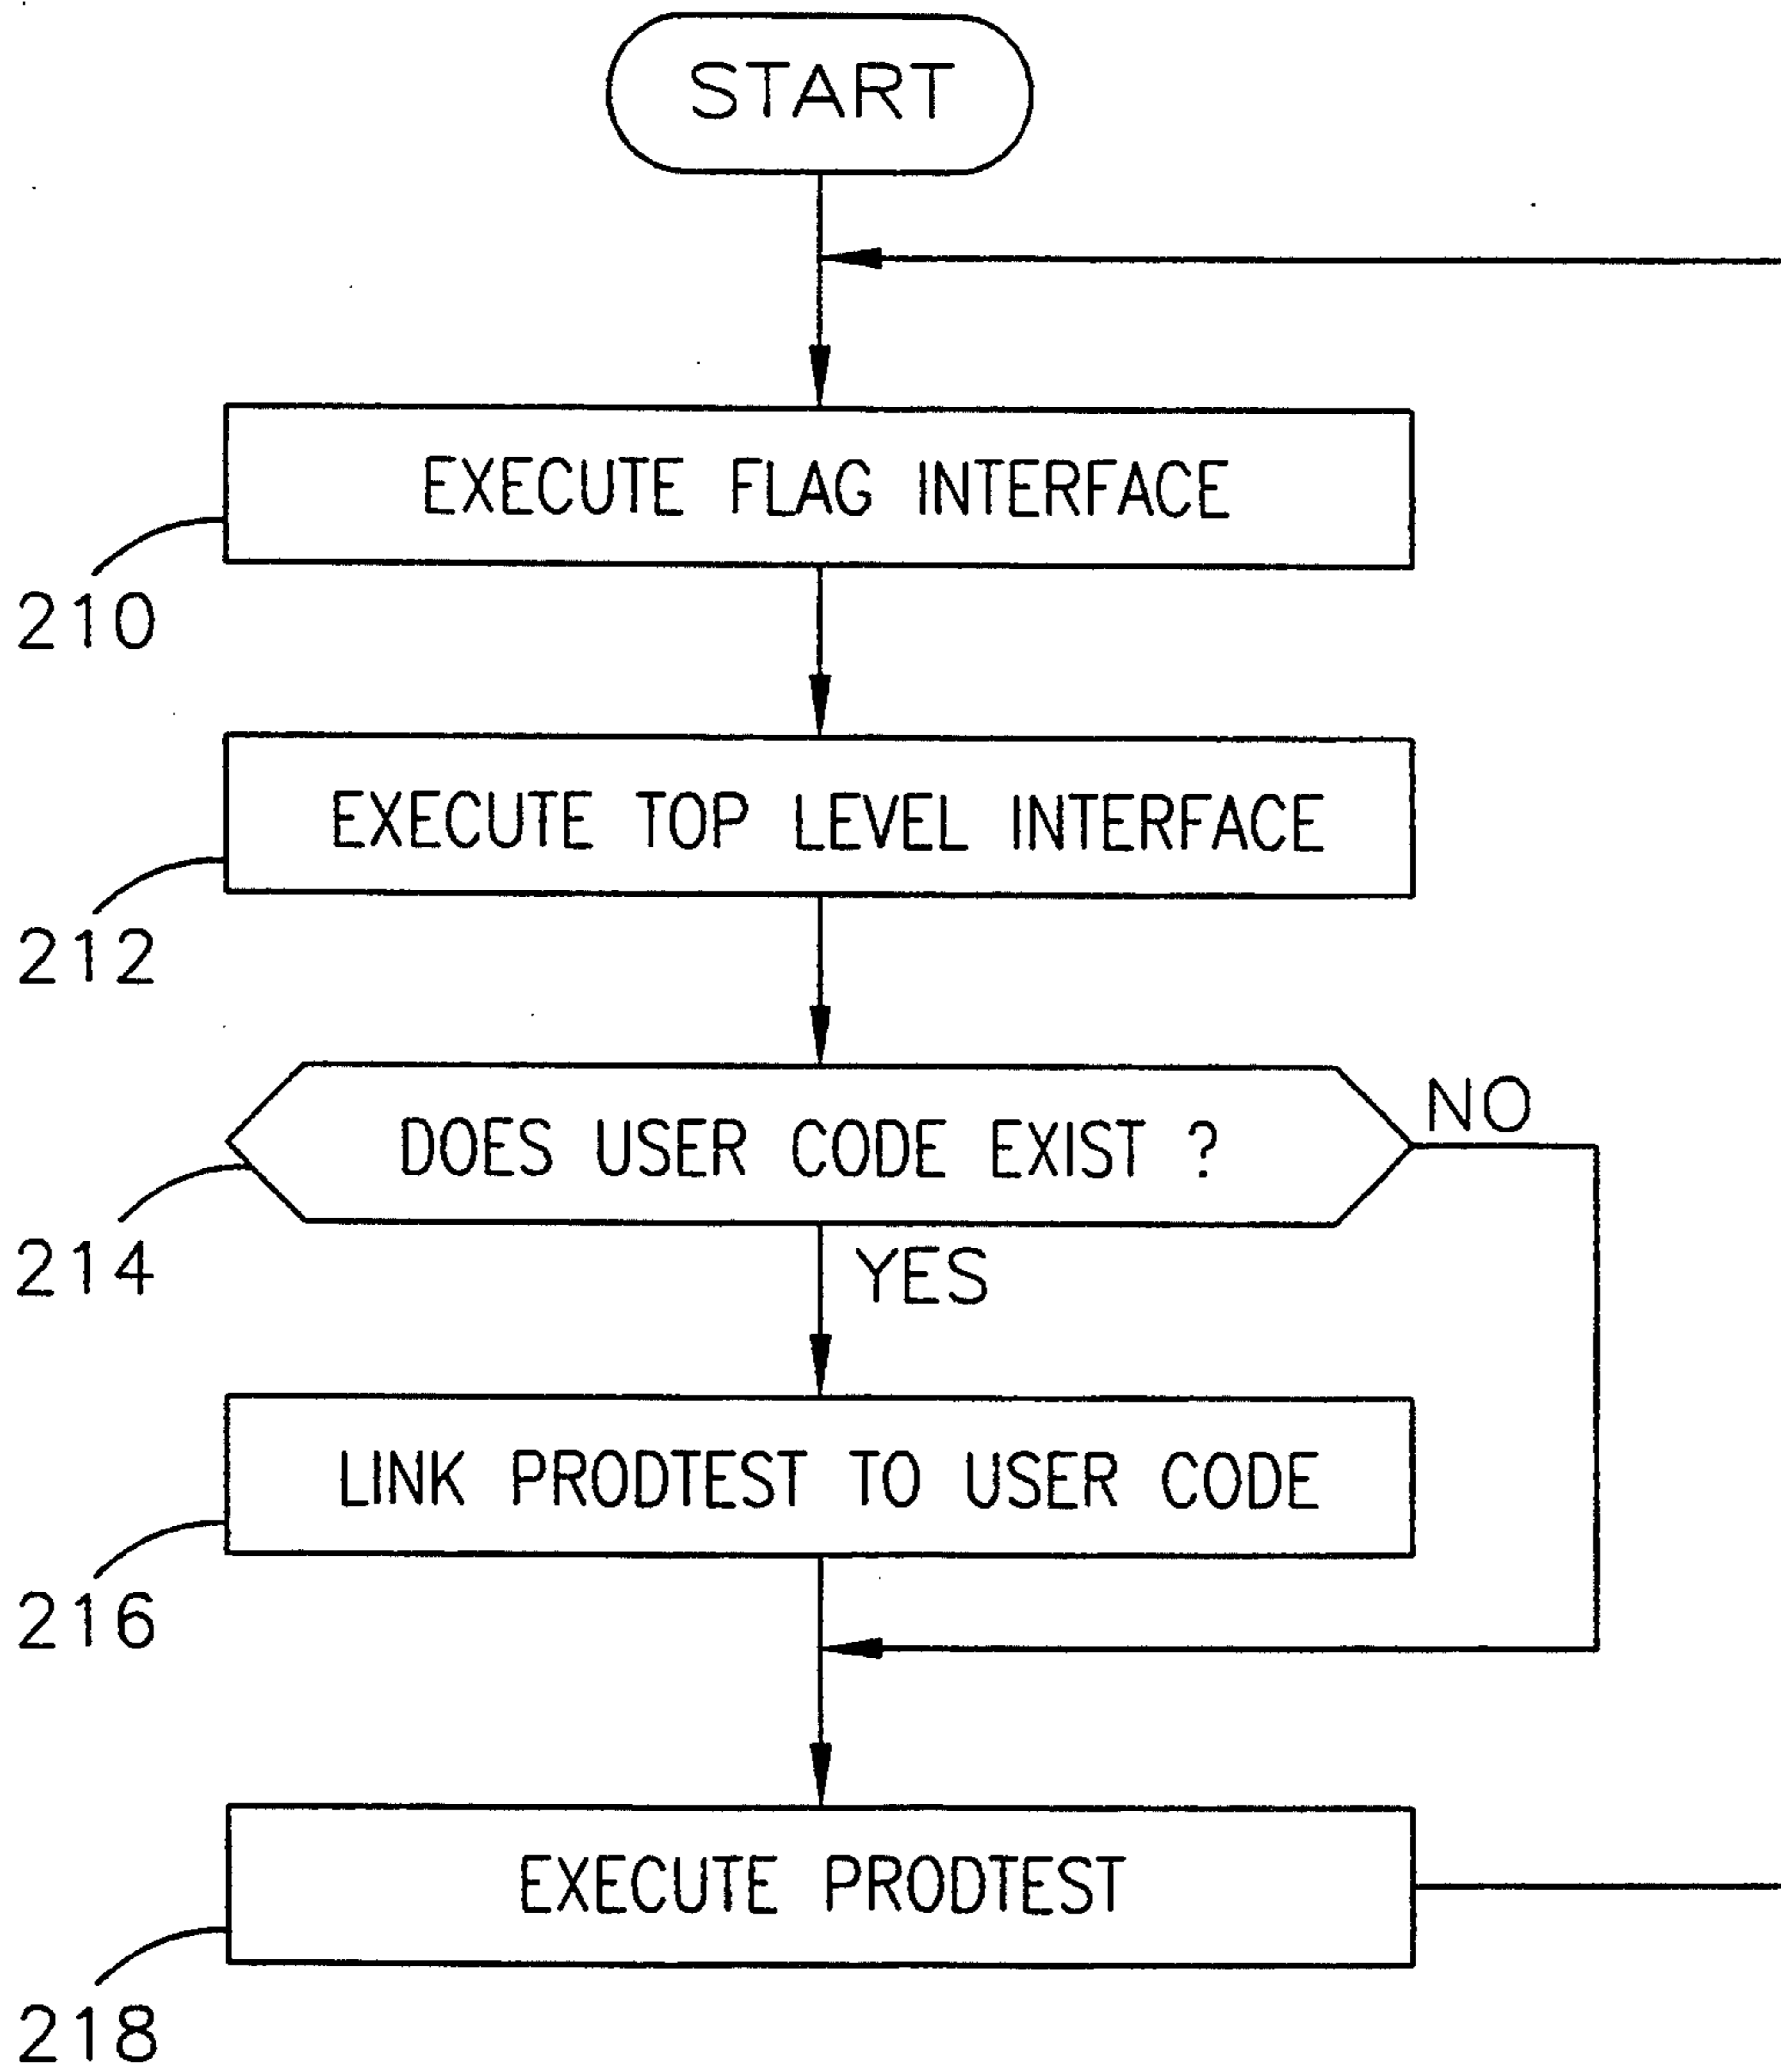 START
EXECUTE FLAG INTERFACE
210
EXECUTE TOP LEVEL INTERFACE
212
DOES USER CODE EXIST ?
NO
214
YES
LINK PRODTEST TO USER CODE
216
EXECUTE PRODTEST
218